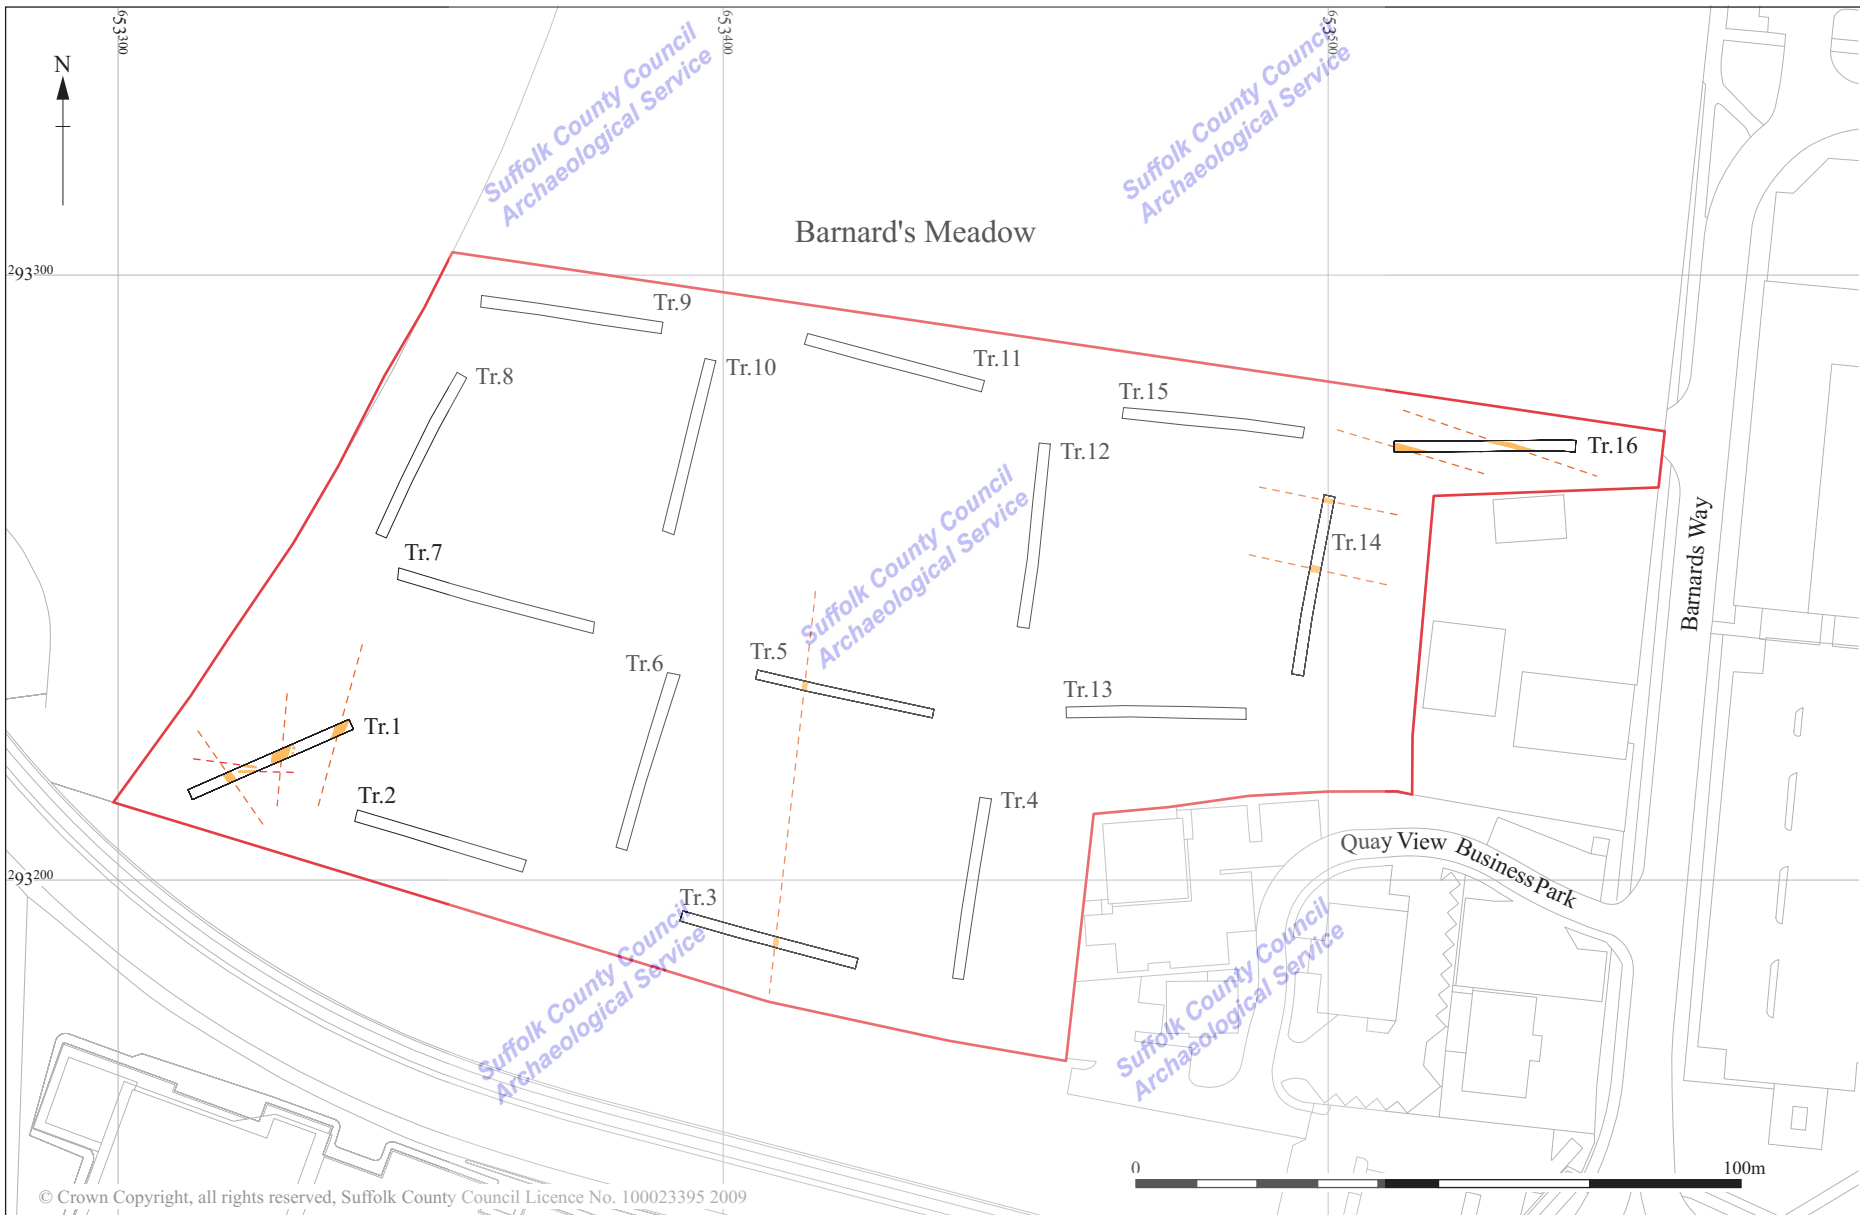 653300
653400
653500
N
Suffolk County Council
Archaeological Service
Suffolk County Council
Archaeological Service
Barnard's Meadow
293300
Tr.9
Tr.10
Tr.11
Tr.8
Tr.15
Tr.12
Tr.16
Suffolk County Council
Archaeological Service
Tr.14
Barnards Way
Tr.7
Tr.6
Tr.5
Tr.13
Tr.1
Tr.2
Tr.4
Quay View Business Park
293200
Tr.3
Suffolk County Council
Archaeological Service
Suffolk County Council
Archaeological Service
0
100m
© Crown Copyright, all rights reserved, Suffolk County Council Licence No. 100023395 2009